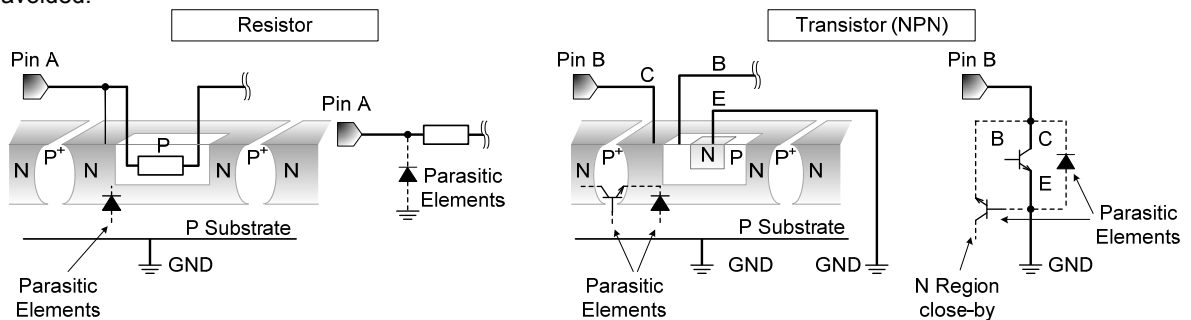 avoided.
Resistor
Transistor (NPN)
Pin A
Pin A
P
N P+ N N P+ N
Parasitic
Elements
P Substrate
GND
Parasitic
Elements
Pin B
C
B
E
N P+ N P N P+ N
P Substrate
GND
GND
Parasitic
Elements
Pin B
B
C
E
Parasitic
Elements
GND
N Region
close-by